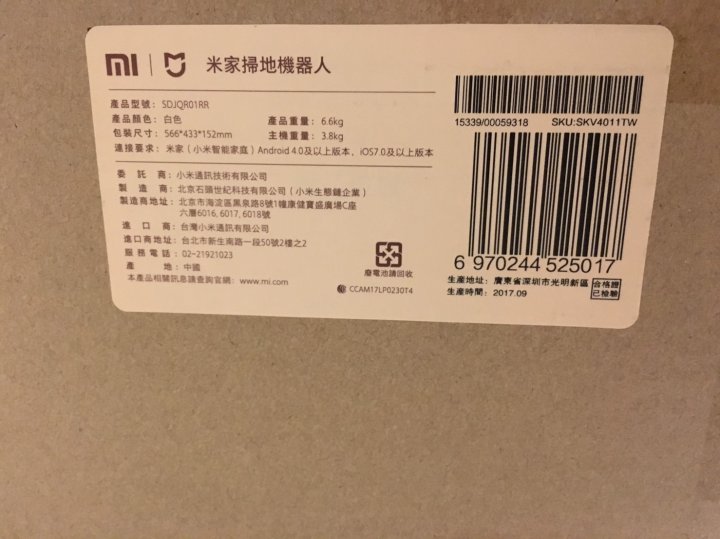 mi 米家掃地機器人
產品型號: SDJQR01RR
產品顏色: 白色 產品重量: 6.6kg
包裝尺寸: 566*433*152mm 主機重量: 3.8kg
連接要求: 米家(小米智能家庭)Android 4.0及以上版本, iOS7.0及以上版本
委託商: 小米通訊技術有限公司
製造商: 北京石頭世紀科技有限公司(小米生態鏈企業)
製造商地址: 北京市海淀區黑泉路8號1幢康健寶盛廣場C座
六層6016, 6017, 6018號
進口商: 台灣小米通訊有限公司
進口商地址: 台北市新生南路一段50號2樓之2
服務電話: 02-21921023
產地: 中國
本產品相關訊息請查詢官網: www.mi.com
廢電池請回收
CCAM17LP0230T4
15339/00059318 SKU:SKV4011TW
6 970244 525017
生產地址: 廣東省深圳市光明新區
生產時間: 2017.09
合格證
已檢驗